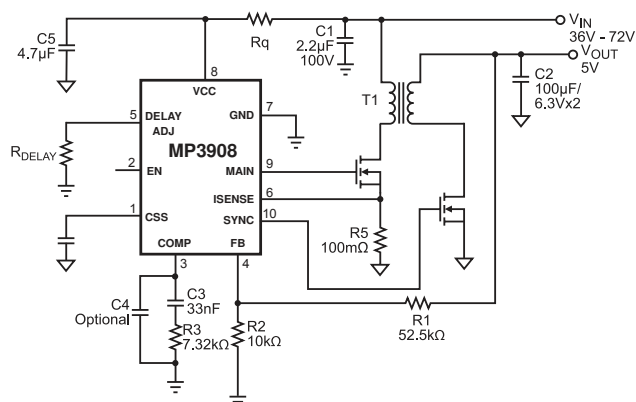 C5
4.7µF
Rq
C1
2.2µF
100V
VIN
36V - 72V
VOUT
5V
C2
100µF/
6.3Vx2
T1
8
VCC
5
DELAY
ADJ
7
GND
RDELAY
MP3908
2
EN
MAIN
9
ISENSE
6
1
CSS
SYNC
10
R5
100mΩ
COMP
FB
3
4
C4
Optional
C3
33nF
R3
7.32kΩ
R2
10kΩ
R1
52.5kΩ